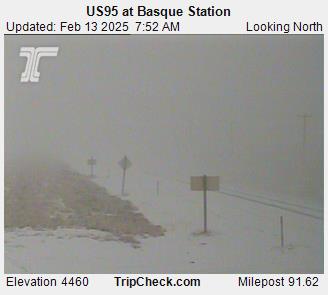 US95 at Basque Station
Updated: Feb 13 2025 7:52 AM Looking North
Elevation 4460 TripCheck.com Milepost 91.62